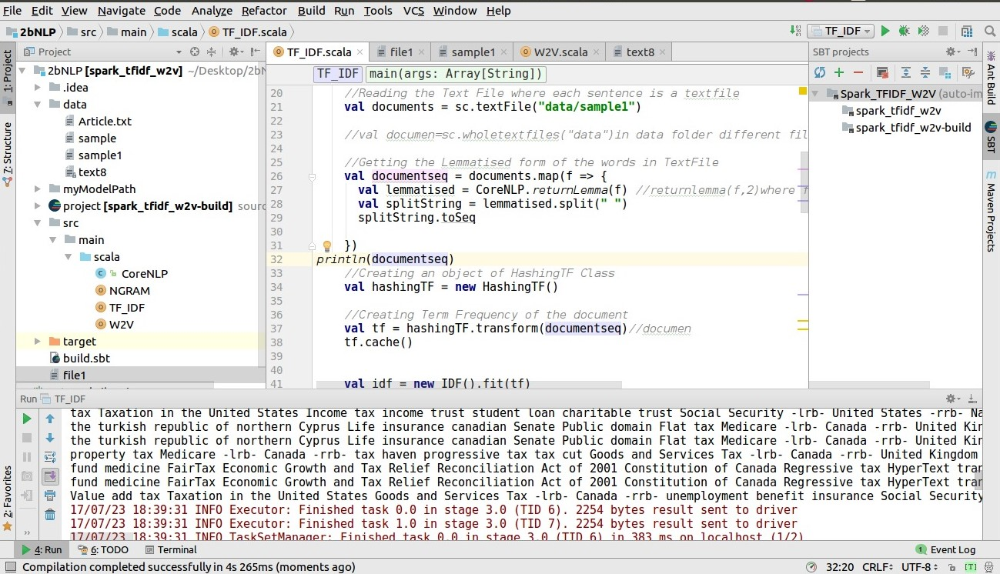 File Edit View Navigate Code Analyze Refactor Build Run Tools VCS Window Help
2bNLP src main scala TF_IDF.scala TF_IDF
1: Project
7: Structure
2: Favorites
Project
2bNLP [spark_tfidf_w2v] ~/Desktop/2bN
.idea
data
Article.txt
sample
sample1
text8
myModelPath
project [spark_tfidf_w2v-build] sourc
src
main
scala
CoreNLP
NGRAM
TF_IDF
W2V
target
build.sbt
file1
TF_IDF.scala file1 sample1 W2V.scala text8
TF_IDF main(args: Array[String])
20 //Reading the Text File where each sentence is a textfile
21 val documents = sc.textFile("data/sample1")
22
23 //val documen=sc.wholetextfiles("data")in data folder different fil
24
25 //Getting the Lemmatised form of the words in TextFile
26 val documentseq = documents.map(f => {
27 val lemmatised = CoreNLP.returnLemma(f) //returnlemma(f,2)where f
28 val splitString = lemmatised.split(" ")
29 splitString.toSeq
30
31 })
32 println(documentseq)
33 //Creating an object of HashingTF Class
34 val hashingTF = new HashingTF()
35
36 //Creating Term Frequency of the document
37 val tf = hashingTF.transform(documentseq)//documen
38 tf.cache()
39
40
41 val idf = new IDF().fit(tf)
SBT projects
Spark_TFIDF_W2V (auto-im
spark_tfidf_w2v
spark_tfidf_w2v-build
Ant Build
SBT
Maven Projects
Run TF_IDF
tax Taxation in the United States Income tax income trust student loan charitable trust Social Security -lrb- United States -rrb- Na
the turkish republic of northern Cyprus Life insurance canadian Senate Public domain Flat tax Medicare -lrb- Canada -rrb- United Kin
the turkish republic of northern Cyprus Life insurance canadian Senate Public domain Flat tax Medicare -lrb- Canada -rrb- United Kin
property tax Medicare -lrb- Canada -rrb- tax haven progressive tax tax cut Goods and Services Tax -lrb- Canada -rrb- United Kingdom
fund medicine FairTax Economic Growth and Tax Relief Reconciliation Act of 2001 Constitution of Canada Regressive tax HyperText tran
fund medicine FairTax Economic Growth and Tax Relief Reconciliation Act of 2001 Constitution of Canada Regressive tax HyperText tran
Value add tax Taxation in the United States Goods and Services Tax -lrb- Canada -rrb- unemployment benefit insurance Social Security
17/07/23 18:39:31 INFO Executor: Finished task 0.0 in stage 3.0 (TID 6). 2254 bytes result sent to driver
17/07/23 18:39:31 INFO Executor: Finished task 1.0 in stage 3.0 (TID 7). 2254 bytes result sent to driver
17/07/23 18:39:31 INFO TaskSetManager: Finished task 0.0 in stage 3.0 (TID 6) in 383 ms on localhost (1/2)
4: Run 6: TODO Terminal 1 Event Log
Compilation completed successfully in 4s 265ms (moments ago) 32:20 CRLF UTF-8 [T]